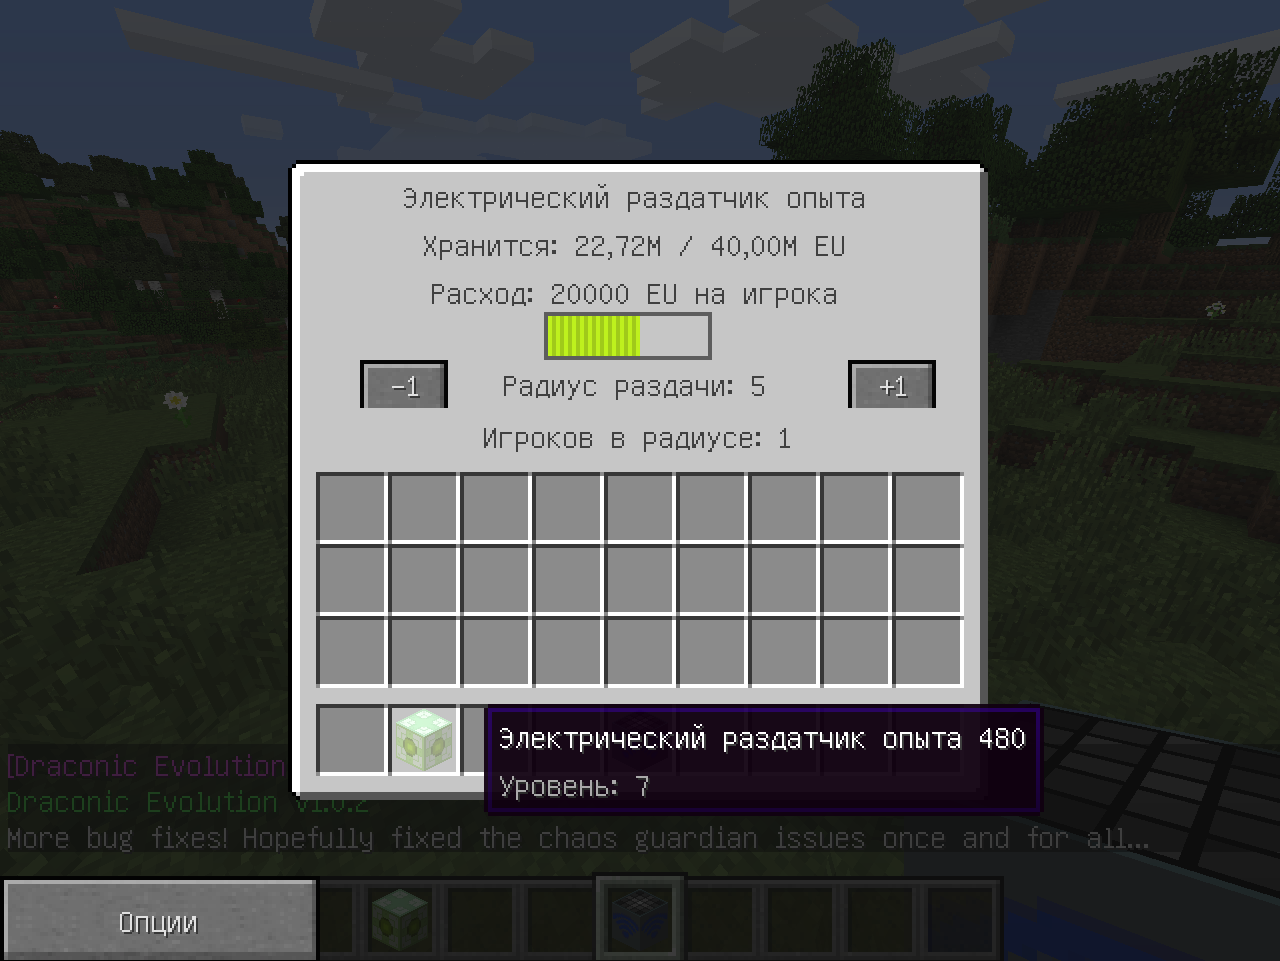 Электрический раздатчик опыта
Хранится: 22,72M / 40,00M EU
Расход: 20000 EU на игрока
-1
Радиус раздачи: 5
+1
Игроков в радиусе: 1
Электрический раздатчик опыта 480
Уровень: 7
[Draconic Evolution
Draconic Evolution v1.0.2
More bug fixes! Hopefully fixed the chaos guardian issues once and for all...
Опции